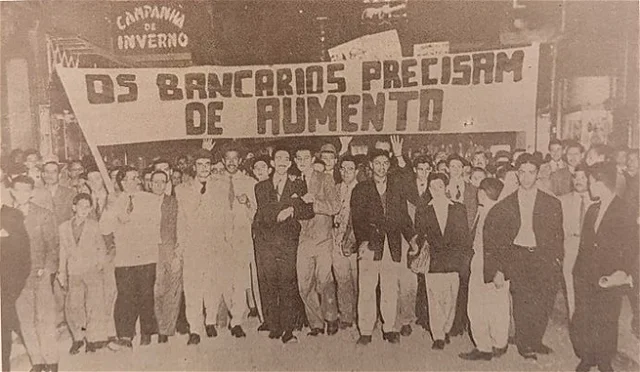 CAMPANHA
DE
INVERNO
OS BANCARIOS PRECISAM
DE AUMENTO